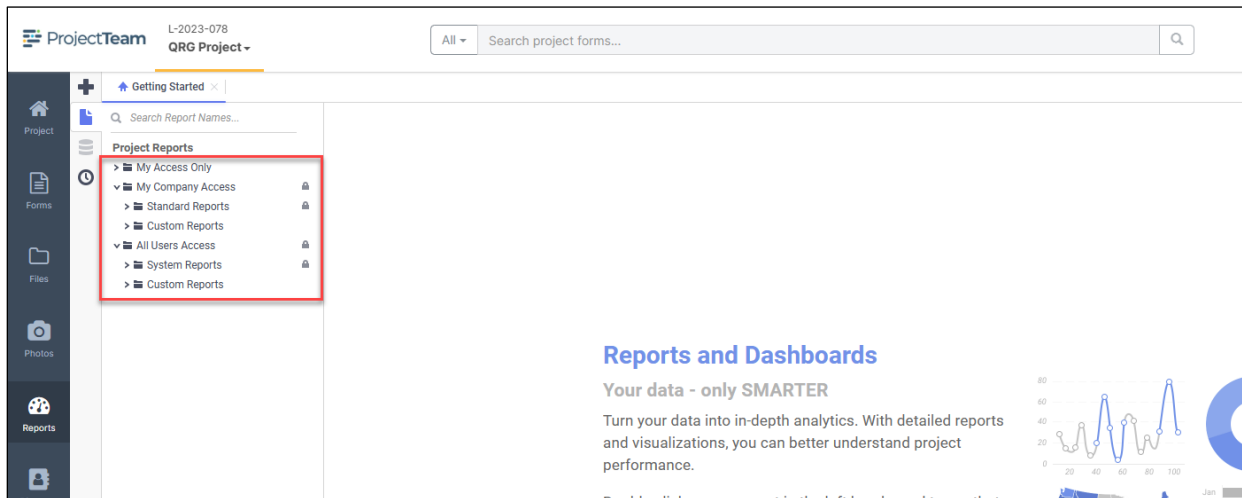 ProjectTeam
L-2023-078
QRG Project
All
Search project forms...
Getting Started
Search Report Names...
Project Reports
My Access Only
My Company Access
Standard Reports
Custom Reports
All Users Access
System Reports
Custom Reports
Project
Forms
Files
Photos
Reports
Reports and Dashboards
Your data - only SMARTER
Turn your data into in-depth analytics. With detailed reports
and visualizations, you can better understand project
performance.
80
60
40
20
0
20 40 60 80 100
Jan